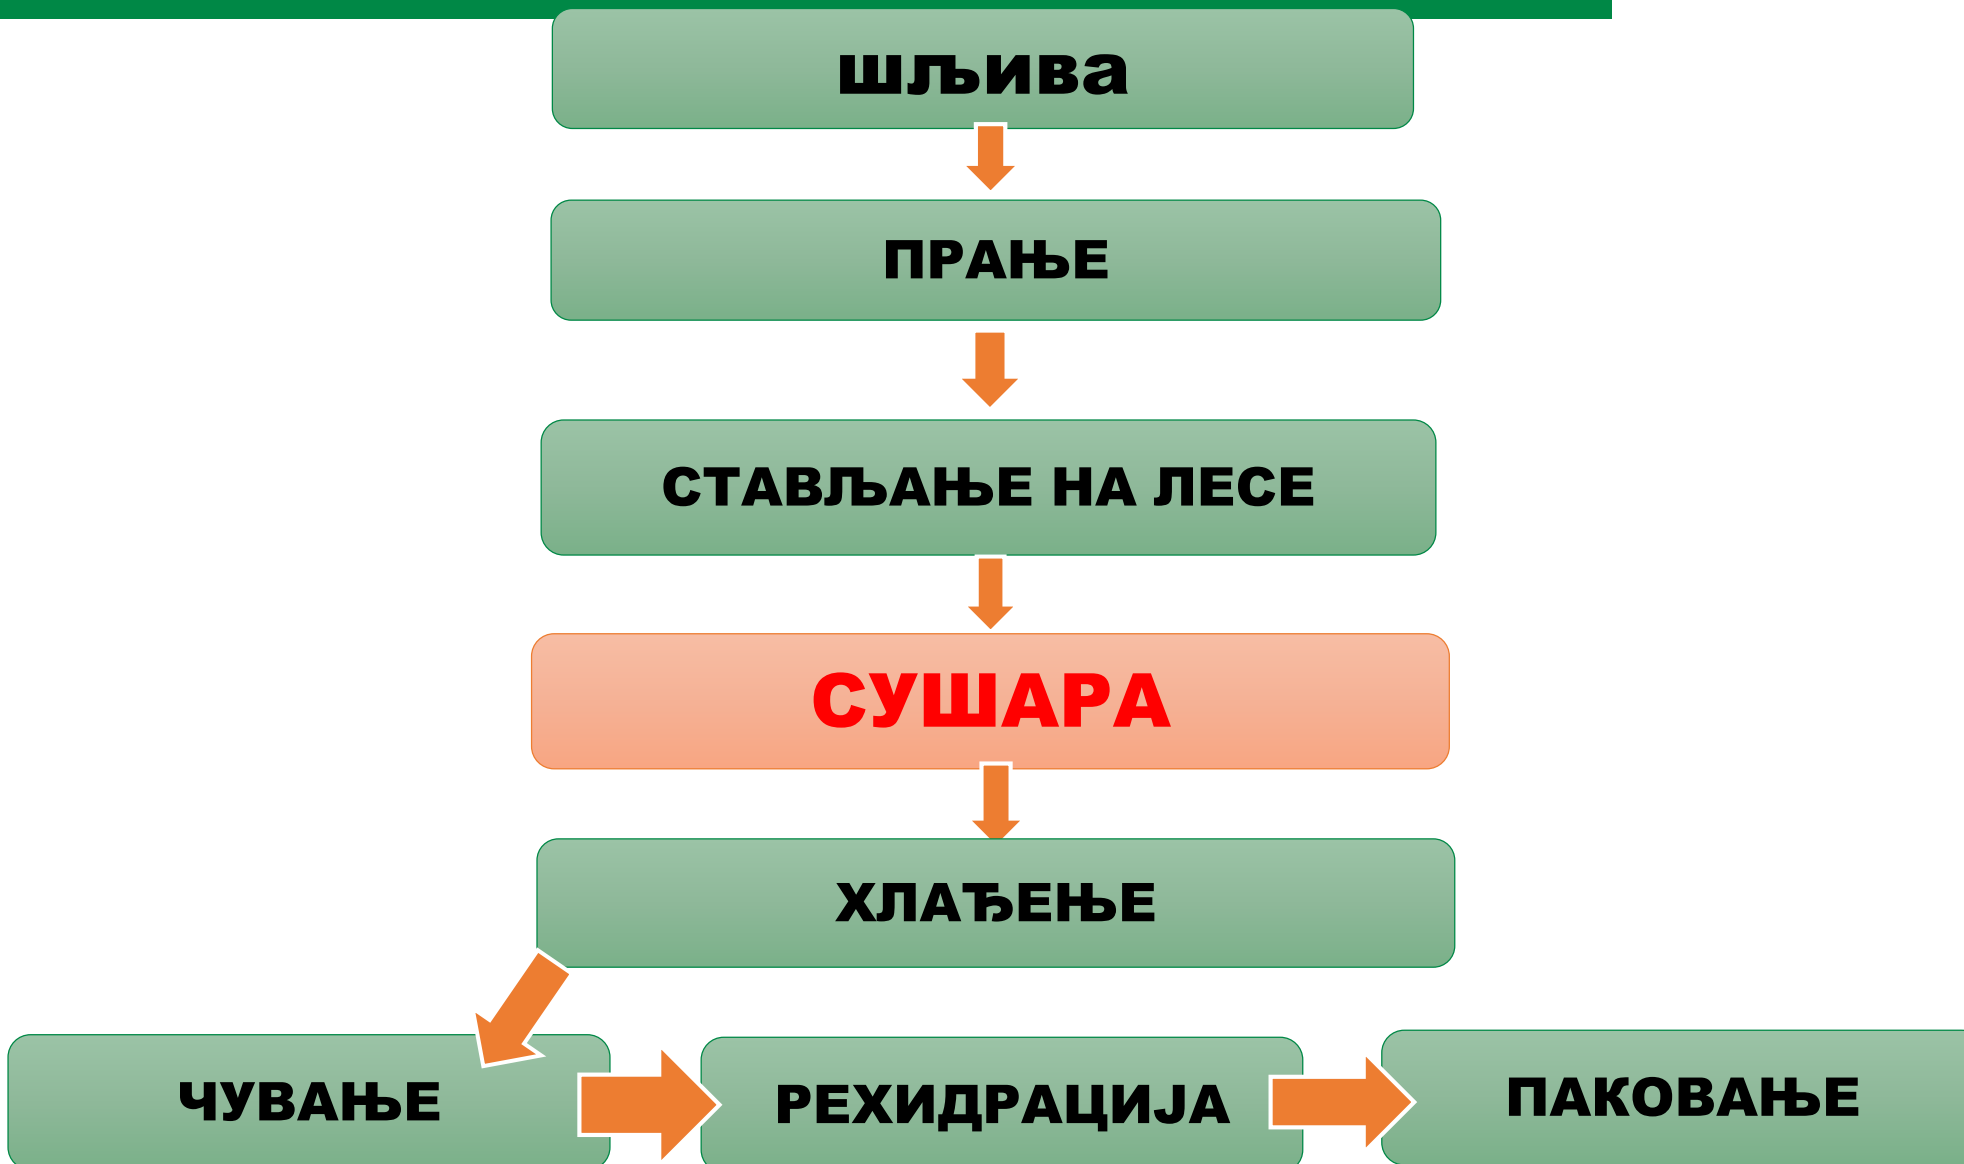 шљива
ПРАЊЕ
СТАВЉАЊЕ НА ЛЕСЕ
СУШАРА
ХЛАЂЕЊЕ
ЧУВАЊЕ
РЕХИДРАЦИЈА
ПАКОВАЊЕ